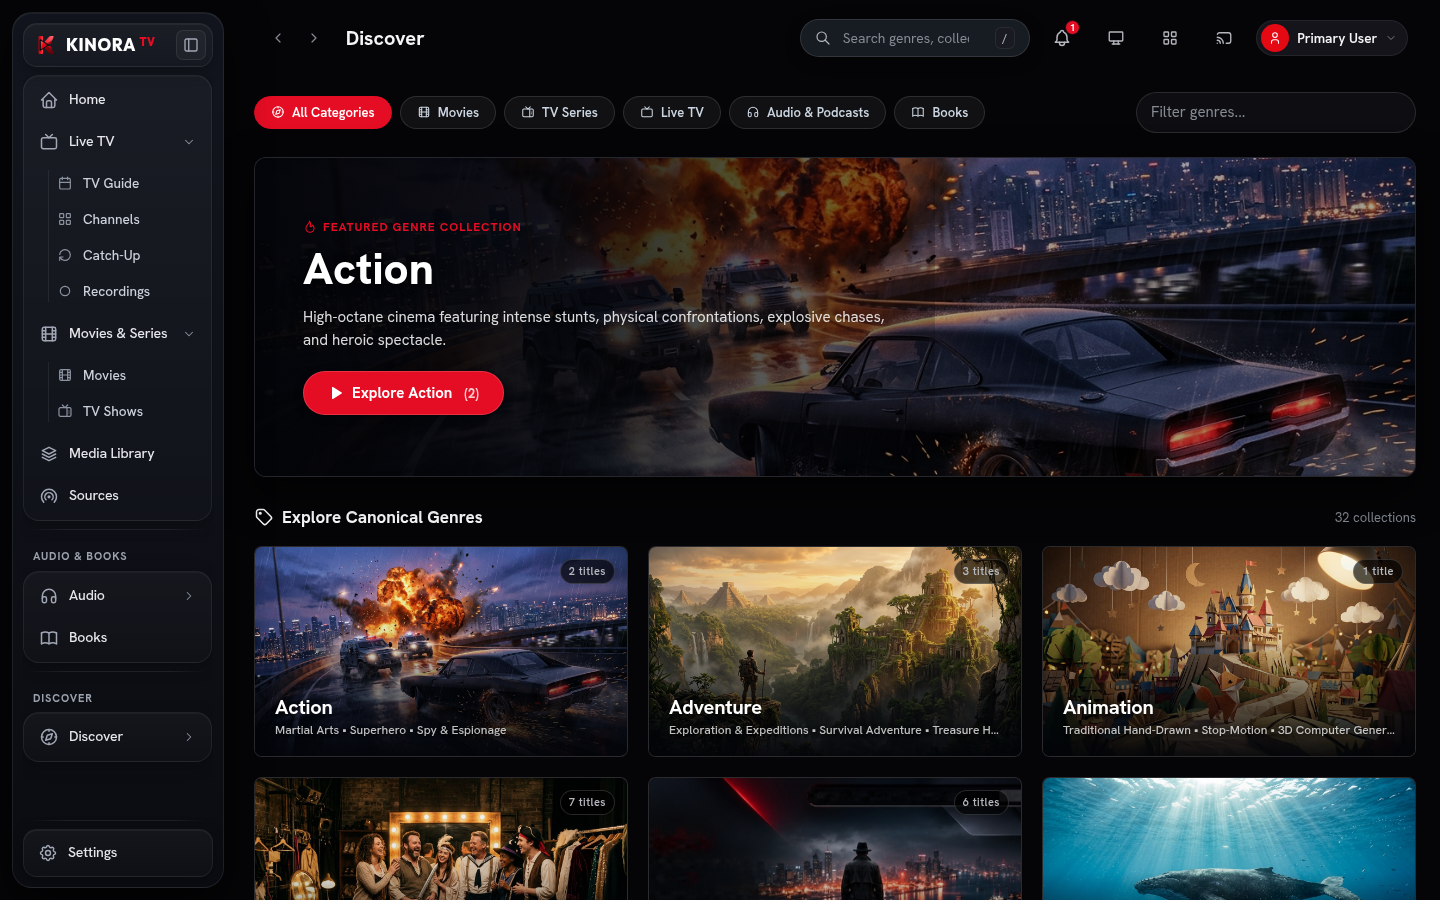 KINORA TV
Home
Live TV
TV Guide
Channels
Catch-Up
Recordings
Movies & Series
Movies
TV Shows
Media Library
Sources
AUDIO & BOOKS
Audio
Books
DISCOVER
Discover
Settings
Discover
Search genres, collec
/
1
Primary User
All Categories
Movies
TV Series
Live TV
Audio & Podcasts
Books
Filter genres...
FEATURED GENRE COLLECTION
Action
High-octane cinema featuring intense stunts, physical confrontations, explosive chases,
and heroic spectacle.
Explore Action (2)
Explore Canonical Genres
32 collections
2 titles
Action
Martial Arts • Superhero • Spy & Espionage
3 titles
Adventure
Exploration & Expeditions • Survival Adventure • Treasure H...
1 title
Animation
Traditional Hand-Drawn • Stop-Motion • 3D Computer Gener...
7 titles
6 titles